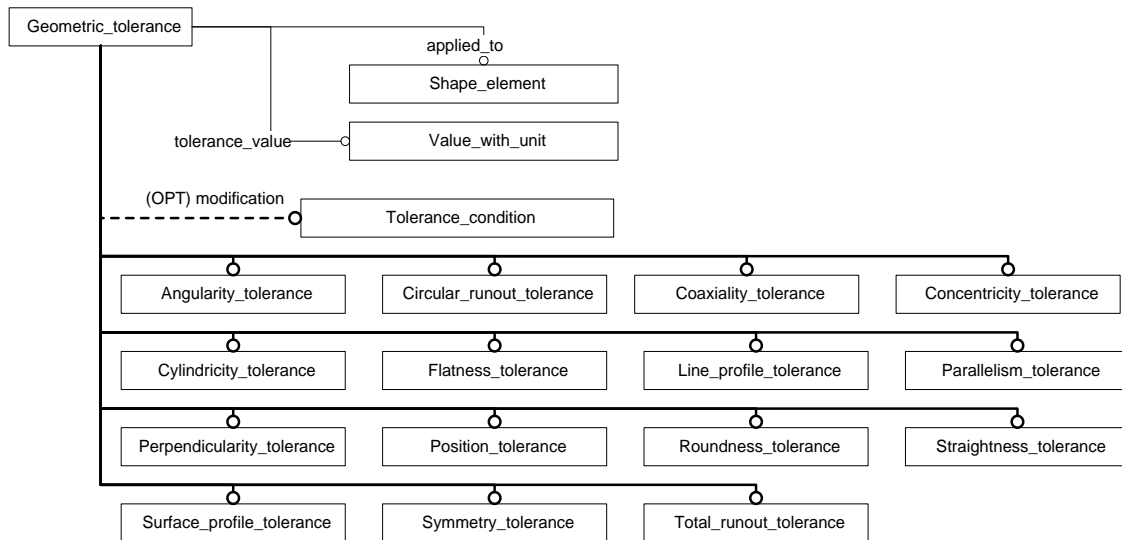 Geometric_tolerance
applied_to
Shape_element
tolerance_value
Value_with_unit
(OPT) modification
Tolerance_condition
Angularity_tolerance
Circular_runout_tolerance
Coaxiality_tolerance
Concentricity_tolerance
Cylindricity_tolerance
Flatness_tolerance
Line_profile_tolerance
Parallelism_tolerance
Perpendicularity_tolerance
Position_tolerance
Roundness_tolerance
Straightness_tolerance
Surface_profile_tolerance
Symmetry_tolerance
Total_runout_tolerance